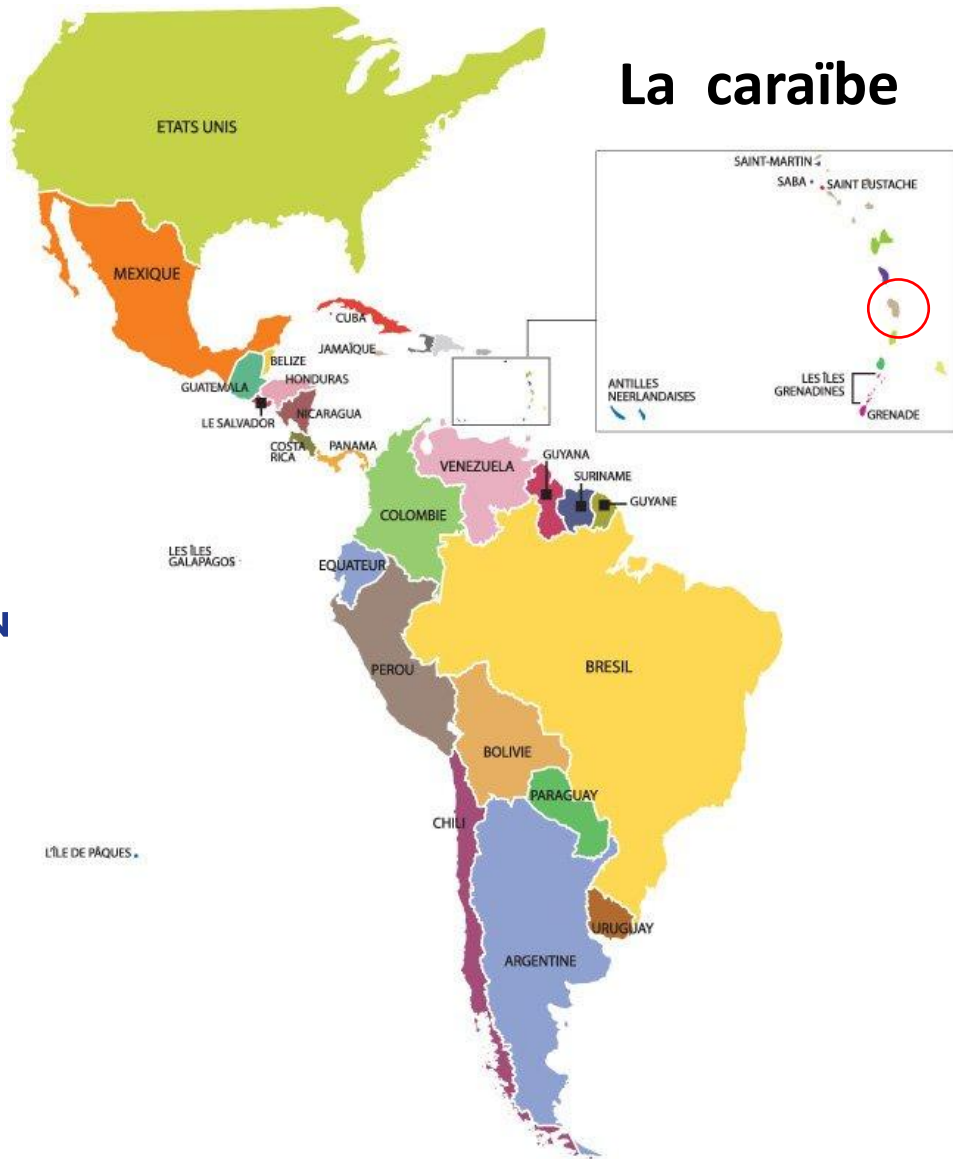 La caraïbe
ETATS UNIS
SAINT-MARTIN
SABA
SAINT EUSTACHE
MEXIQUE
CUBA
JAMAÏQUE
BELIZE
GUATEMALA
HONDURAS
LE SALVADOR
NICARAGUA
COSTA
RICA
PANAMA
ANTILLES
NEERLANDAISES
LES ÎLES
GRENADINES
GRENADE
VENEZUELA
GUYANA
SURINAME
GUYANE
COLOMBIE
LES ÎLES
GALAPAGOS
EQUATEUR
N
PEROU
BRESIL
BOLIVIE
PARAGUAY
CHILI
L'ÎLE DE PÂQUES
URUGUAY
ARGENTINE